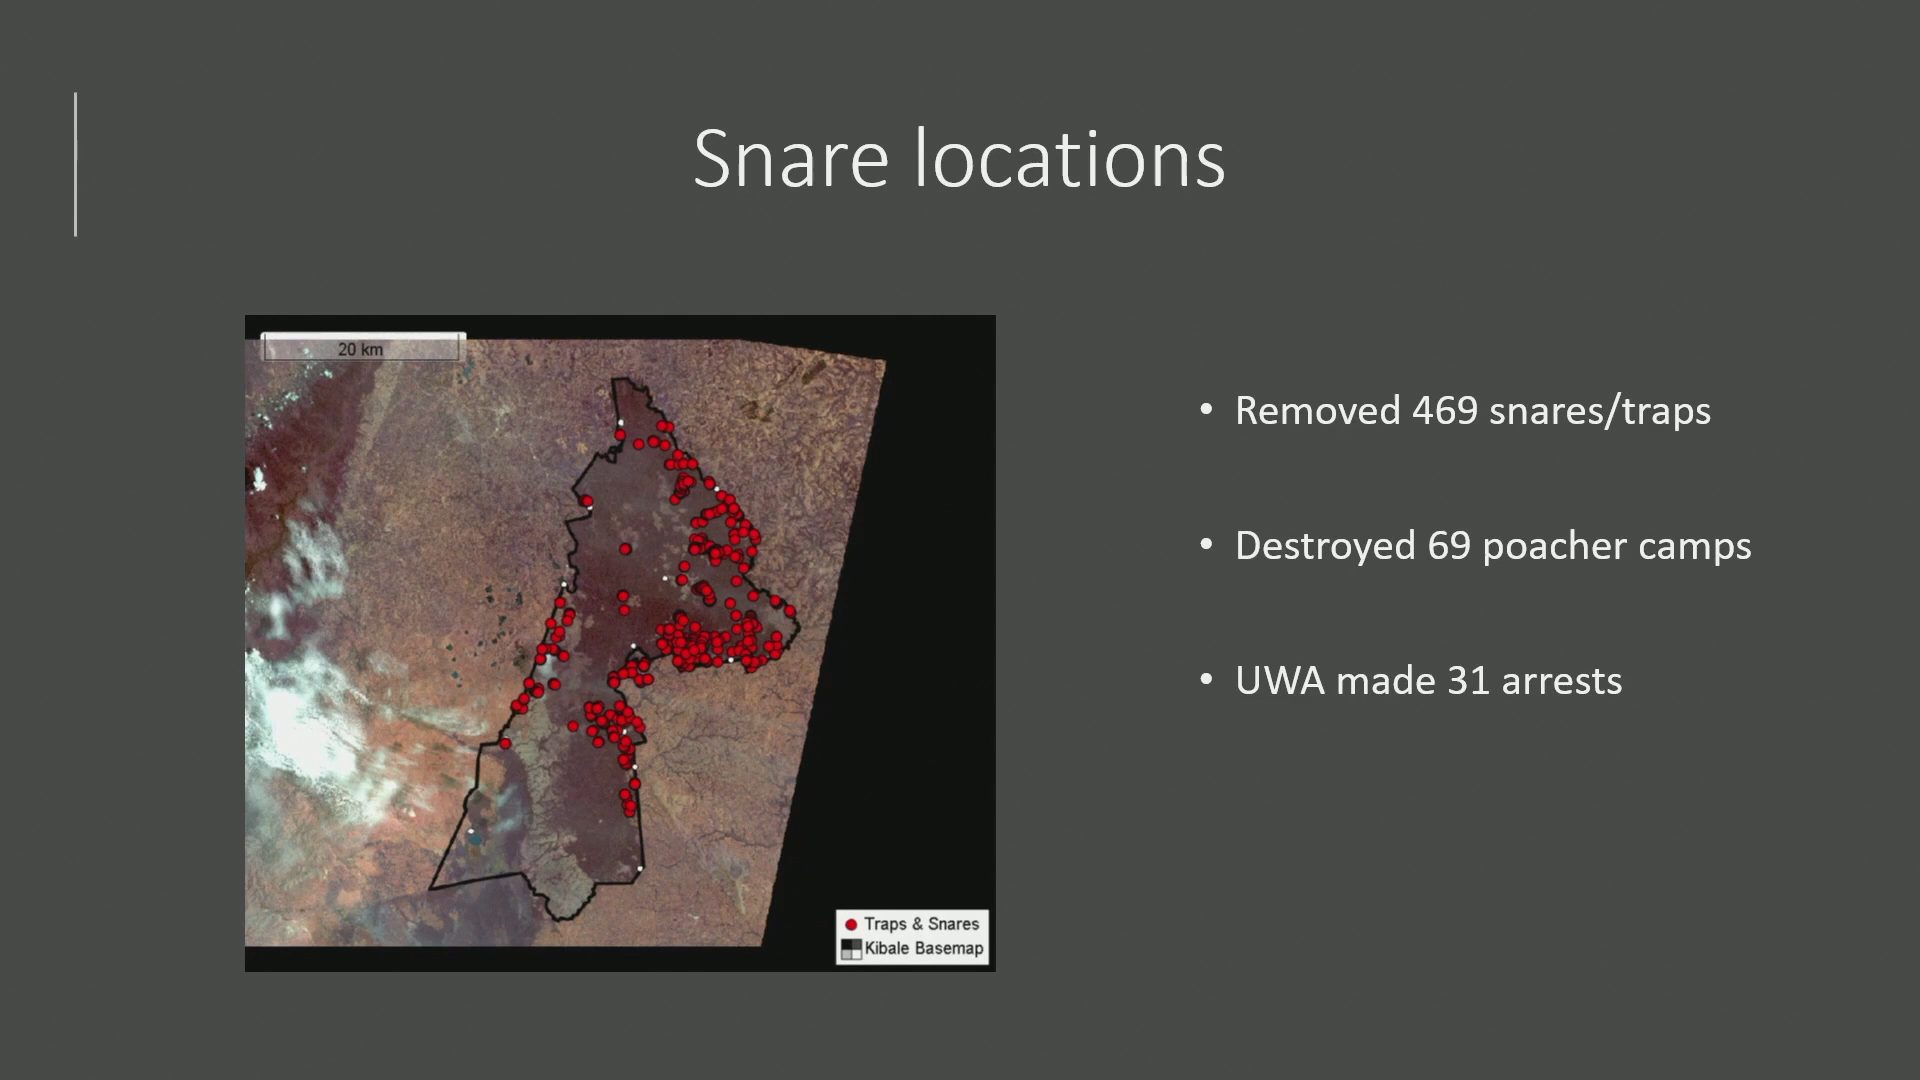 Snare locations
20 km
• Removed 469 snares/traps
• Destroyed 69 poacher camps
• UWA made 31 arrests
Traps & Snares
Kibale Basemap